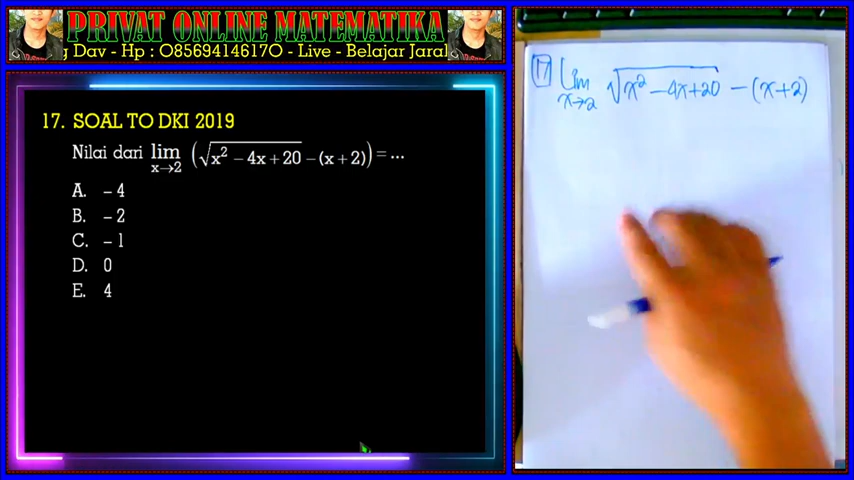 PRIVAT ONLINE MATEMATIKA
g Dav - Hp : O8569414617O - Live - Belajar Jaral
17. SOAL TO DKI 2019
Nilai dari lim x→2 (√(x² – 4x + 20) – (x + 2)) = ...
A. – 4
B. – 2
C. – 1
D. 0
E. 4
17 Lim x→2 √(x² – 4x + 20) – (x + 2)